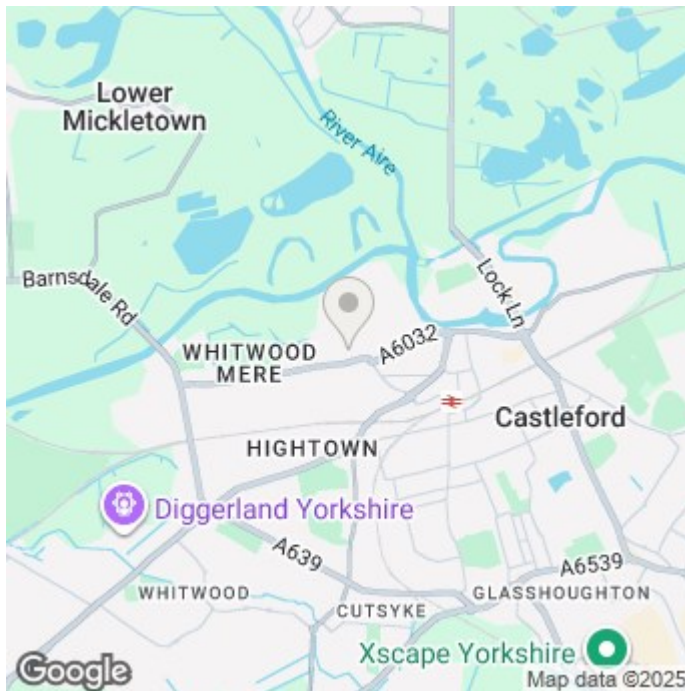 Lower
Mickletown
River Aire
Barnsdale Rd
Lock Ln
A6032
WHITWOOD
MERE
Castleford
HIGHTOWN
Diggerland Yorkshire
A639
A6539
WHITWOOD
GLASSHOUGHTON
CUTSYKE
Xscape Yorkshire
Google
Map data ©2025